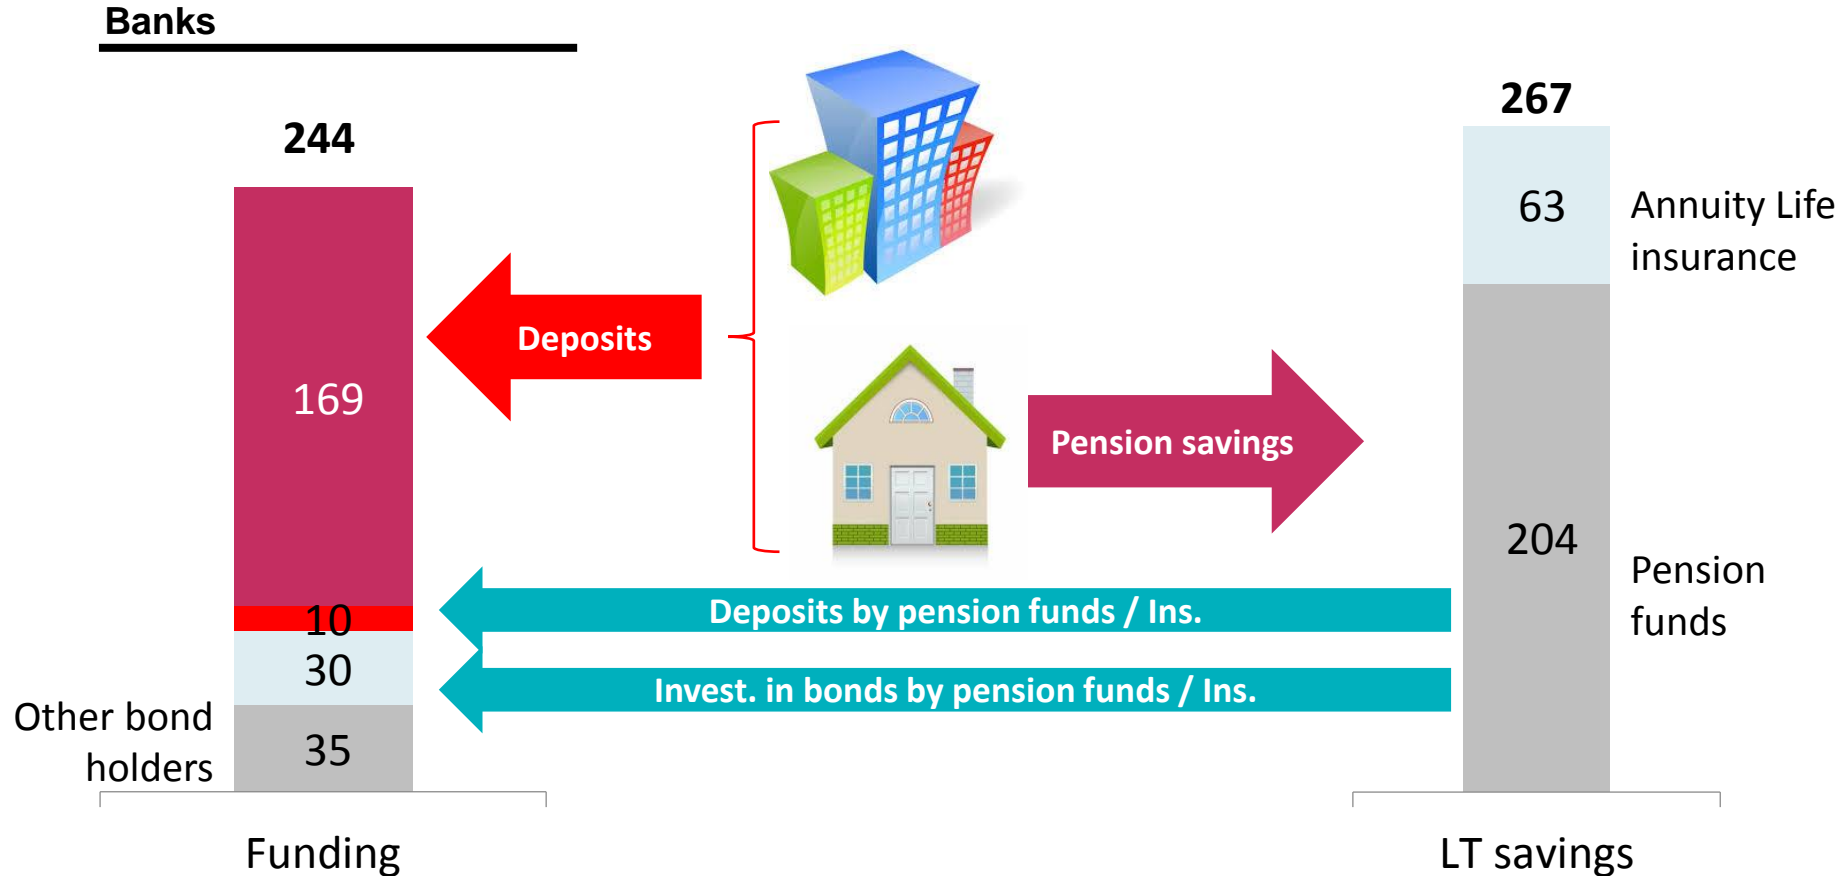 Banks
244
169
10
30
35
Other bond
holders
Funding
Deposits
Pension savings
Deposits by pension funds / Ins.
Invest. in bonds by pension funds / Ins.
267
63
Annuity Life
insurance
204
Pension
funds
LT savings